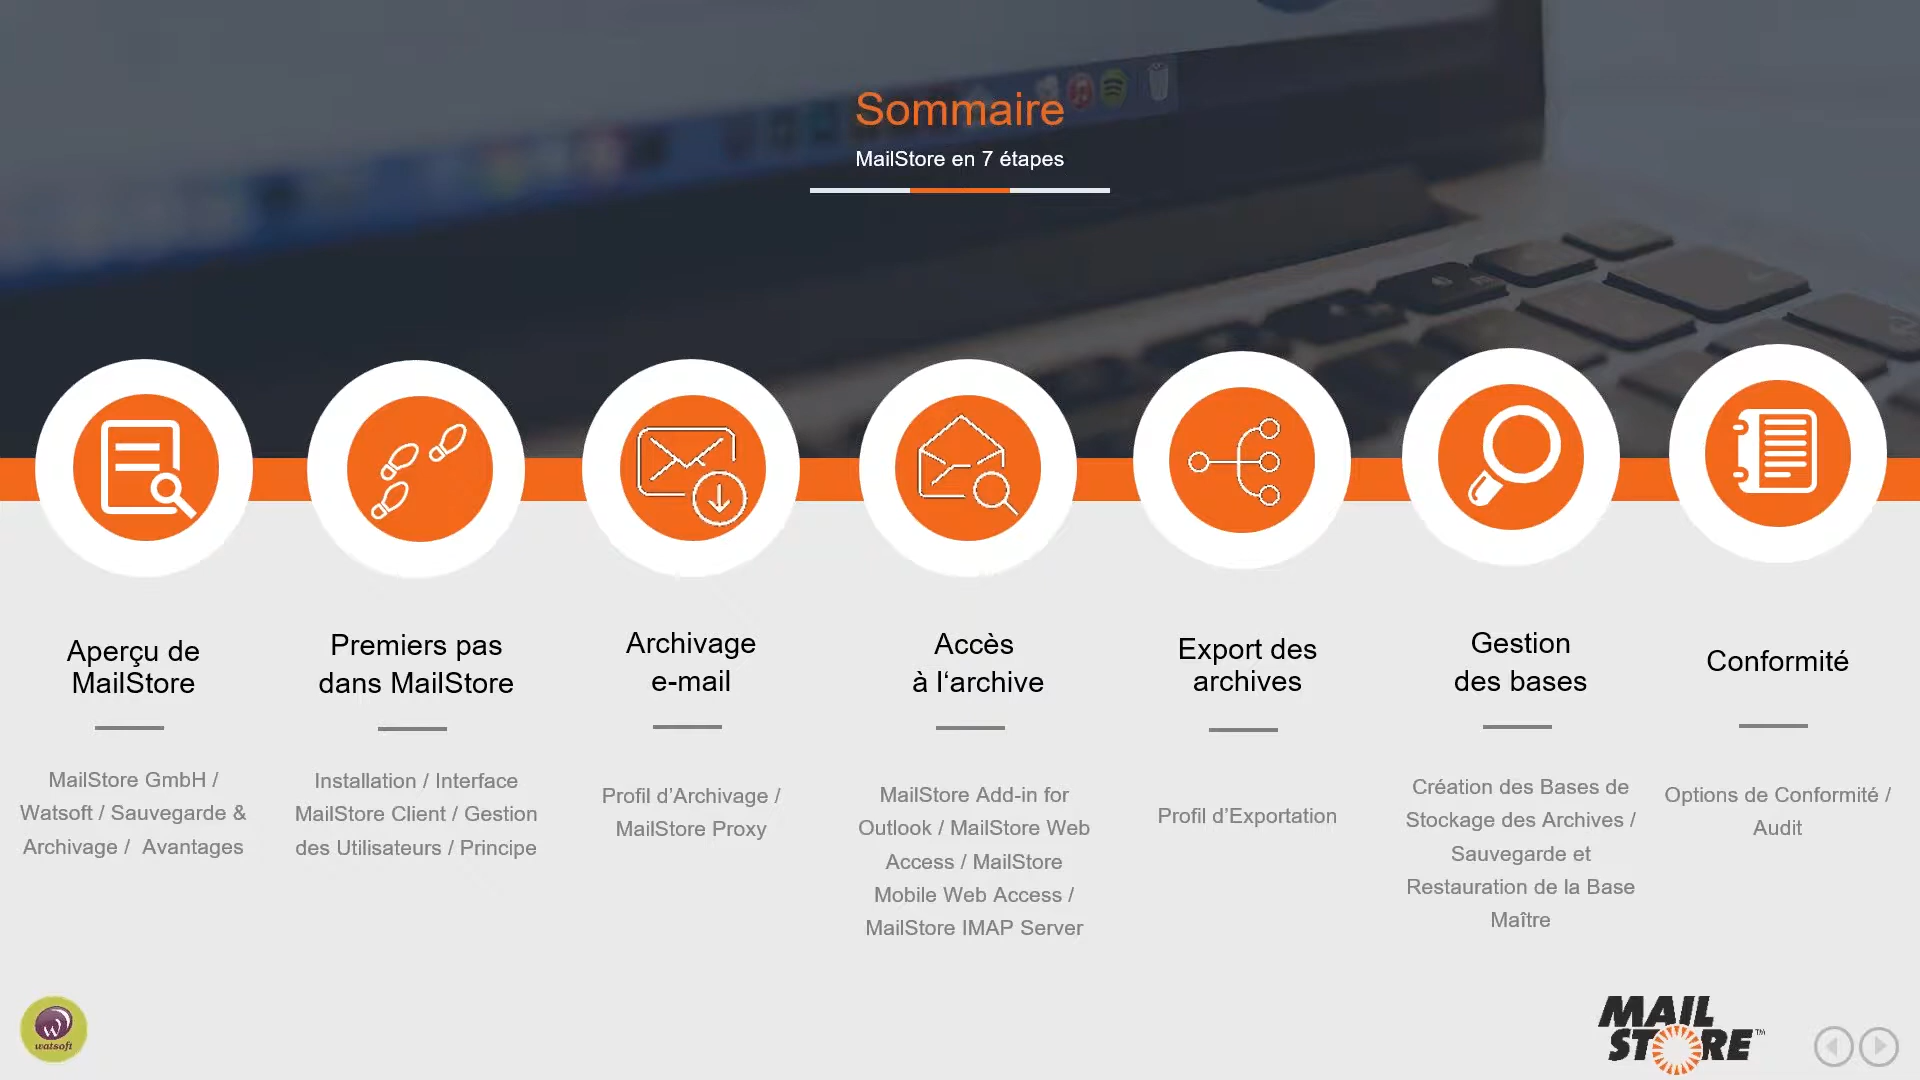 Sommaire
MailStore en 7 étapes
Aperçu de
MailStore
MailStore GmbH /
Watsoft / Sauvegarde &
Archivage /  Avantages
Premiers pas
dans MailStore
Installation / Interface
MailStore Client / Gestion
des Utilisateurs / Principe
Archivage
e-mail
Profil d’Archivage /
MailStore Proxy
Accès
à l‘archive
MailStore Add-in for
Outlook / MailStore Web
Access / MailStore
Mobile Web Access /
MailStore IMAP Server
Export des
archives
Profil d’Exportation
Gestion
des bases
Création des Bases de
Stockage des Archives /
Sauvegarde et
Restauration de la Base
Maître
Conformité
Options de Conformité /
Audit
W
watsoft
MAIL
STORE™